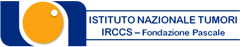 ISTITUTO NAZIONALE TUMORI
IRCCS – Fondazione Pascale